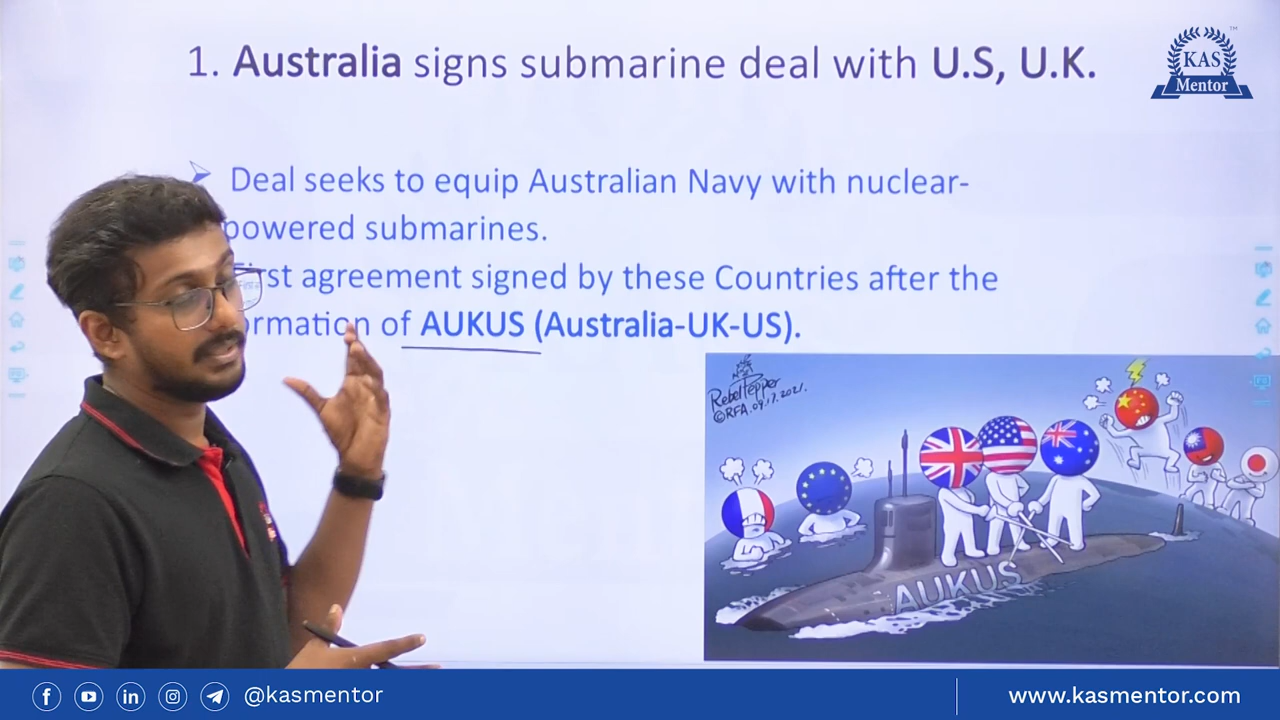 1. Australia signs submarine deal with U.S, U.K.
KAS
Mentor
TM
Deal seeks to equip Australian Navy with nuclear-
powered submarines.
First agreement signed by these Countries after the
ormation of AUKUS (Australia-UK-US).
RebelPepper
©RFA.09.17.2021.
AUKUS
@kasmentor
www.kasmentor.com